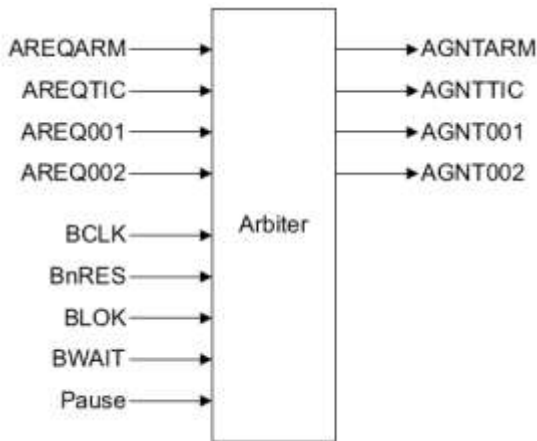 AREQARM
AREQTIC
AREQ001
AREQ002
BCLK
BnRES
BLOK
BWAIT
Pause
Arbiter
AGNTARM
AGNTTIC
AGNT001
AGNT002